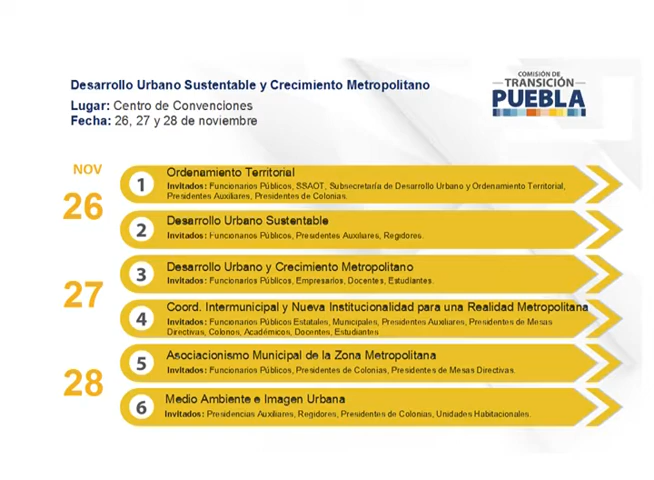 Desarrollo Urbano Sustentable y Crecimiento Metropolitano
Lugar: Centro de Convenciones
Fecha: 26, 27 y 28 de noviembre
COMISIÓN DE
TRANSICIÓN
PUEBLA
NOV
26
1
Ordenamiento Territorial
Invitados: Funcionarios Públicos, SSAOT, Subsecretaría de Desarrollo Urbano y Ordenamiento Territorial,
Presidentes Auxiliares, Presidentes de Colonias.
2
Desarrollo Urbano Sustentable
Invitados: Funcionarios Públicos, Presidentes Auxiliares, Regidores.
27
3
Desarrollo Urbano y Crecimiento Metropolitano
Invitados: Funcionarios Públicos, Empresarios, Docentes, Estudiantes.
4
Coord. Intermunicipal y Nueva Institucionalidad para una Realidad Metropolitana
Invitados: Funcionarios Públicos Estatales, Municipales, Presidentes Auxiliares, Presidentes de Mesas
Directivas, Colonos, Académicos, Docentes, Estudiantes
28
5
Asociacionismo Municipal de la Zona Metropolitana
Invitados: Funcionarios Públicos, Presidentes de Colonias, Presidentes de Mesas Directivas.
6
Medio Ambiente e Imagen Urbana
Invitados: Presidencias Auxiliares, Regidores, Presidentes de Colonias, Unidades Habitacionales.